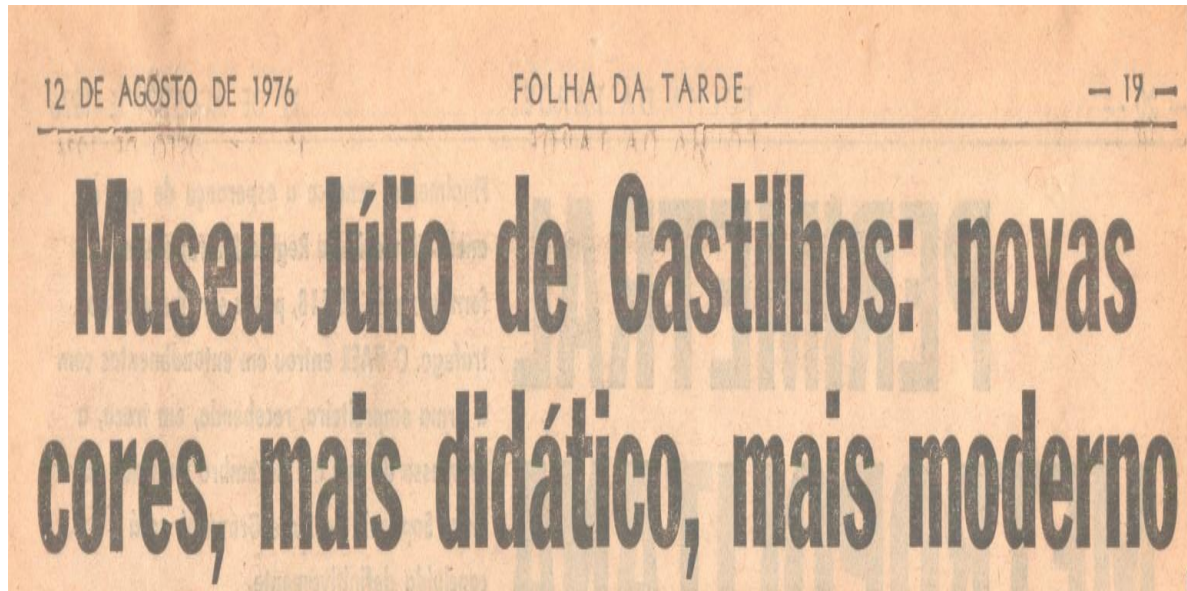 12 DE AGOSTO DE 1976 FOLHA DA TARDE — 19 —
Museu Júlio de Castilhos: novas
cores, mais didático, mais moderno